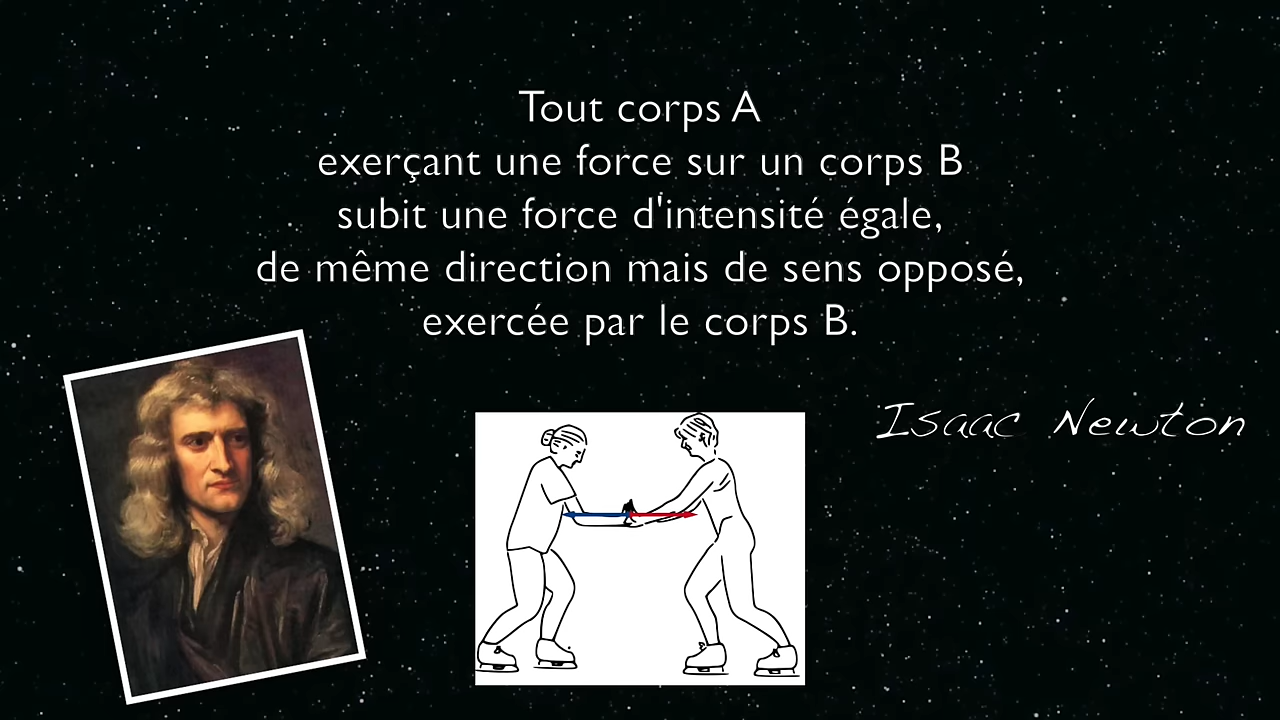 Tout corps A
exerçant une force sur un corps B
subit une force d'intensité égale,
de même direction mais de sens opposé,
exercée par le corps B.
Isaac Newton